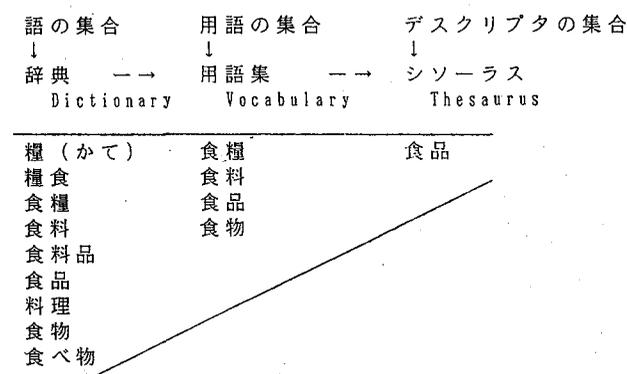 語の集合 用語の集合 デスクリプタの集合
↓ ↓ ↓
辞典 ー→ 用語集 ー→ シソーラス
Dictionary Vocabulary Thesaurus
糧（かて） 食糧 食品
糧食 食料
食糧 食品
食料 食物
食料品
食品
料理
食物
食べ物